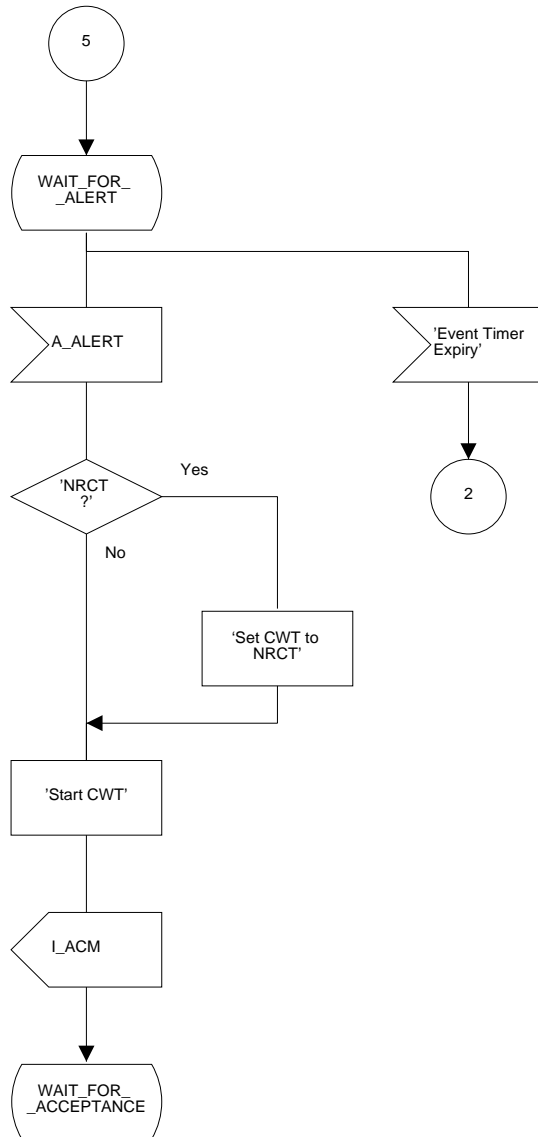 5
WAIT_FOR_
_ALERT
A_ALERT
’Event Timer
Expiry’
’NRCT
?’
Yes
2
No
‘Set CWT to
NRCT’
’Start CWT’
I_ACM
WAIT_FOR_
_ACCEPTANCE